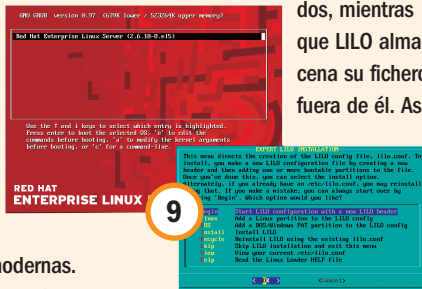 GNU GRUB version 0.97 (639K lower / 523264K upper memory)
Red Hat Enterprise Linux Server (2.6.18-8.el5)
Use the ↑ and ↓ keys to select which entry is highlighted.
Press enter to boot the selected OS, 'e' to edit the
commands before booting, 'a' to modify the kernel arguments
before booting, or 'c' for a command-line.
RED HAT
ENTERPRISE LINUX
dos, mientras
que LILO alma
cena su fichero
fuera de él. As
EXPERT LILO INSTALLATION
This menu directs the creation of the LILO config file, lilo.conf. To
install, you make a new LILO configuration file by creating a new
header and then adding one or more bootable partitions to the file.
Once you've done this, you can select the install option.
Alternately, if you already have an /etc/lilo.conf, you may reinstall
using that. If you make a mistake, you can always start over by
choosing 'Begin'. Which option would you like?
Start LILO configuration with a new LILO header
Linux Add a Linux partition to the LILO config
DOS Add a DOS/Windows FAT partition to the LILO config
Install Install LILO
Recycle Reinstall LILO using the existing lilo.conf
Skip Skip LILO installation and exit this menu
View View your current /etc/lilo.conf
Help Read the Linux Loader HELP file
< OK > <Cancel>
9
modernas.